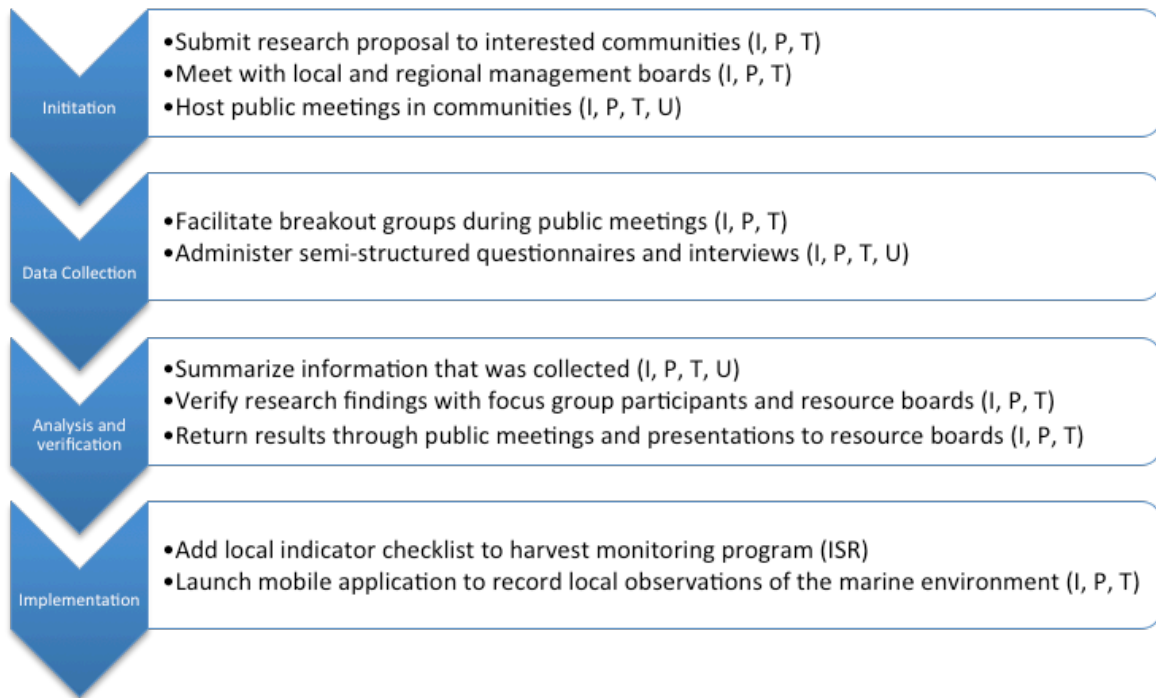 Inititation
•Submit research proposal to interested communities (I, P, T)
•Meet with local and regional management boards (I, P, T)
•Host public meetings in communities (I, P, T, U)
Data Collection
•Facilitate breakout groups during public meetings (I, P, T)
•Administer semi-structured questionnaires and interviews (I, P, T, U)
Analysis and
verification
•Summarize information that was collected (I, P, T, U)
•Verify research findings with focus group participants and resource boards (I, P, T)
•Return results through public meetings and presentations to resource boards (I, P, T)
Implementation
•Add local indicator checklist to harvest monitoring program (ISR)
•Launch mobile application to record local observations of the marine environment (I, P, T)